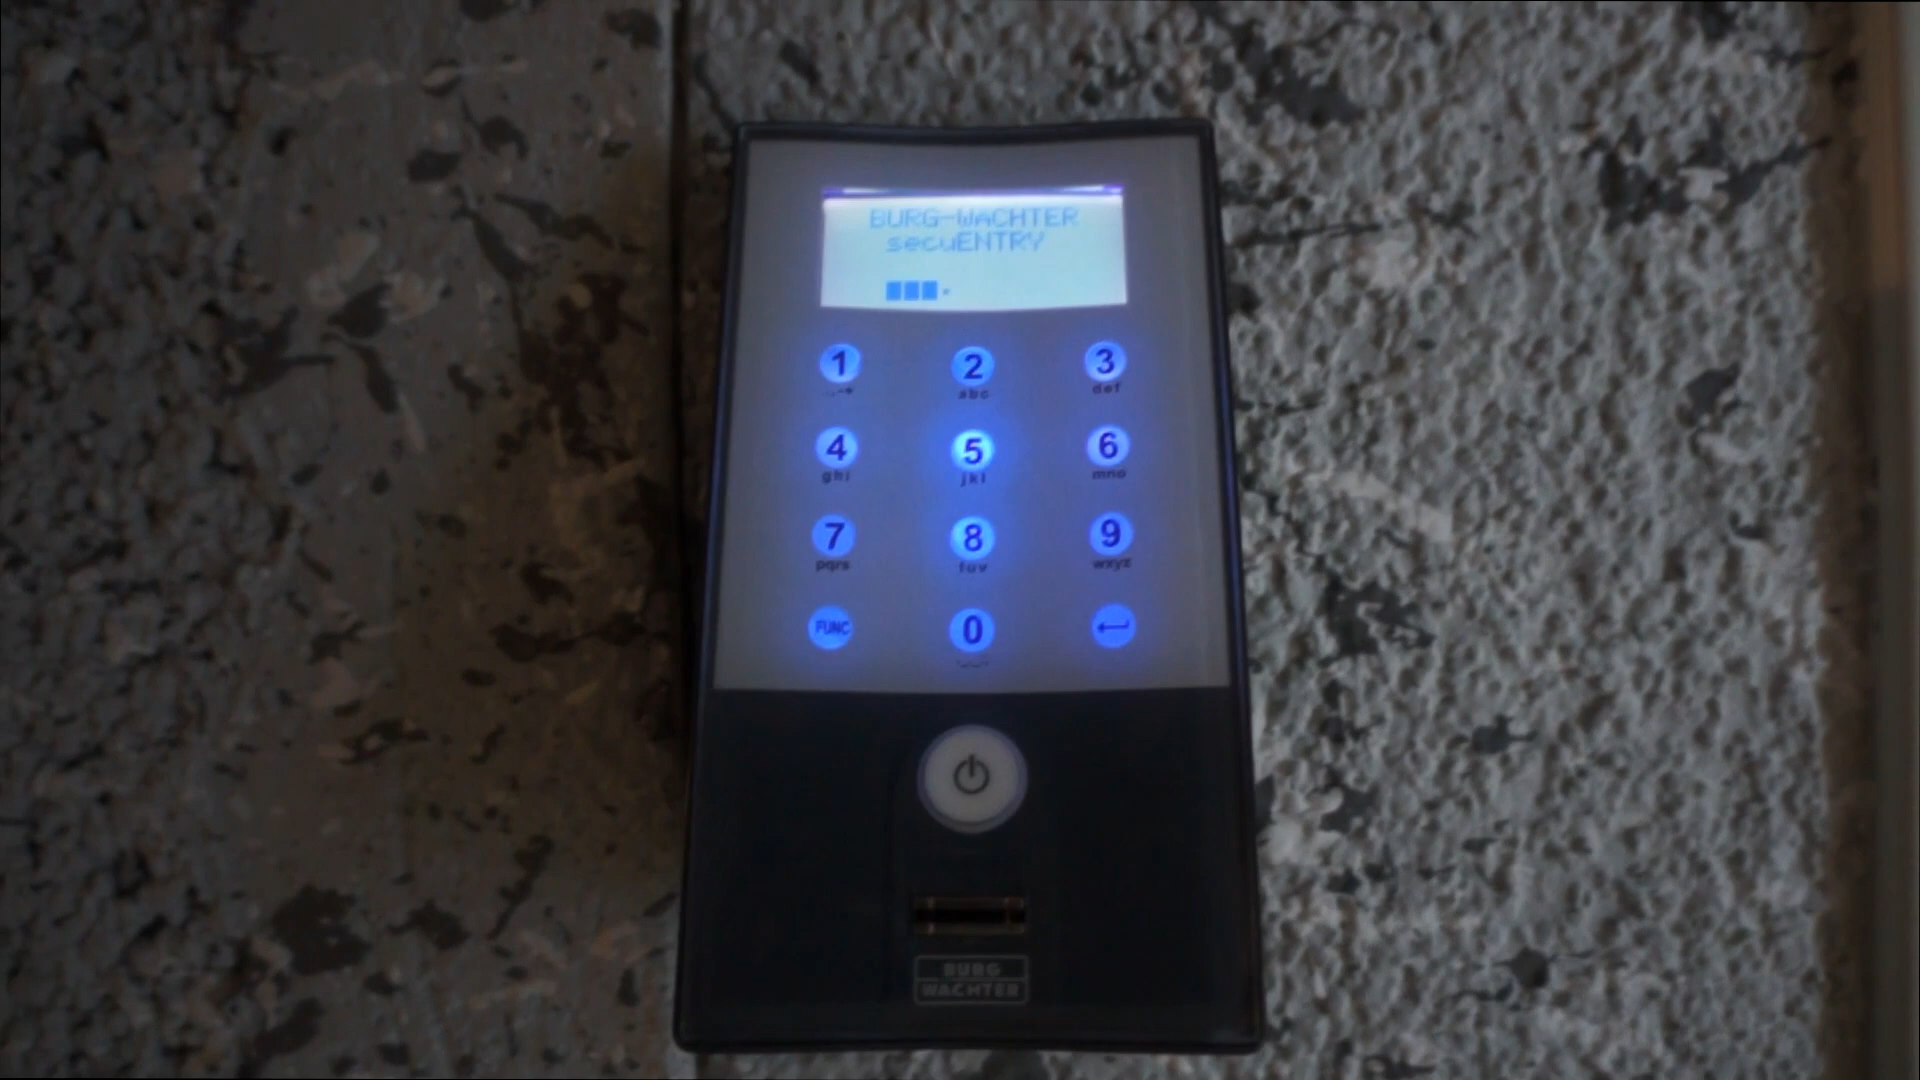 BURG-WACHTER
secuENTRY
1 2 3
abc def
4 5 6
ghi jkl mno
7 8 9
pqrs tuv wxyz
FUNC 0
BURG
WACHTER